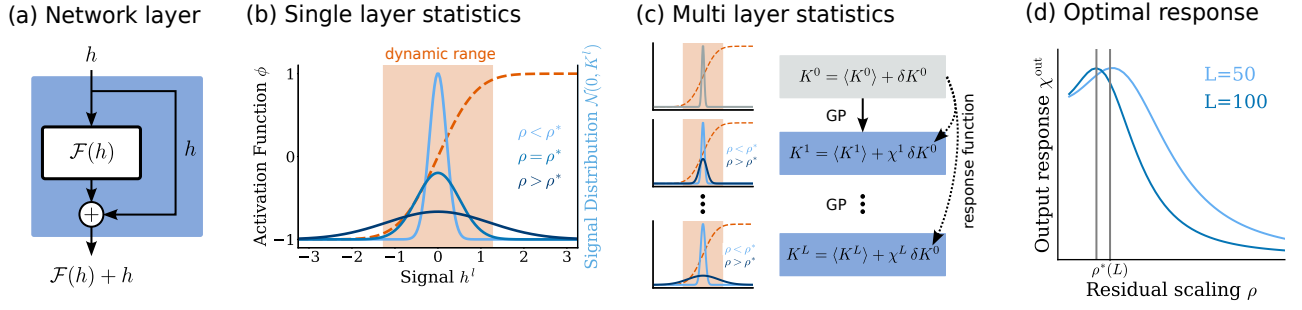 (a) Network layer
h
F(h)
h
+
F(h) + h
(b) Single layer statistics
dynamic range
Activation Function ϕ
1
0
−1
ρ < ρ*
ρ = ρ*
ρ > ρ*
−3 −2 −1 0 1 2 3
Signal h^l
Signal Distribution N(0, K^l)
(c) Multi layer statistics
ρ < ρ*
ρ > ρ*
ρ < ρ*
ρ > ρ*
K^0 = ⟨K^0⟩ + δK^0
GP
K^1 = ⟨K^1⟩ + χ^1 δK^0
GP
K^L = ⟨K^L⟩ + χ^L δK^0
response function
(d) Optimal response
Output response χ^out
L=50
L=100
ρ*(L)
Residual scaling ρ